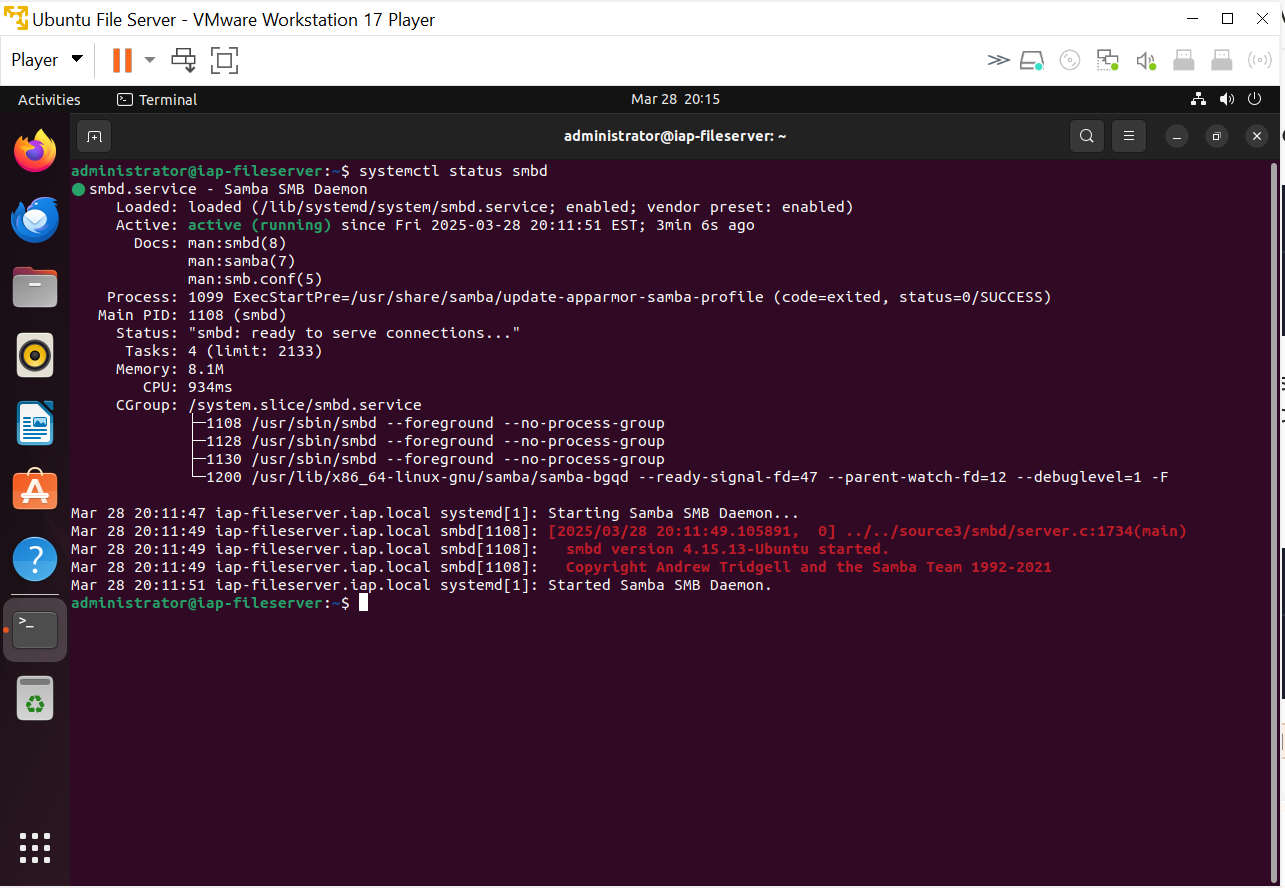 Ubuntu File Server - VMware Workstation 17 Player
Player
Activities
Terminal
Mar 28 20:15
administrator@iap-fileserver: ~
administrator@iap-fileserver:~$ systemctl status smbd
smbd.service - Samba SMB Daemon
Loaded: loaded (/lib/systemd/system/smbd.service; enabled; vendor preset: enabled)
Active: active (running) since Fri 2025-03-28 20:11:51 EST; 3min 6s ago
Docs: man:smbd(8)
man:samba(7)
man:smb.conf(5)
Process: 1099 ExecStartPre=/usr/share/samba/update-apparmor-samba-profile (code=exited, status=0/SUCCESS)
Main PID: 1108 (smbd)
Status: "smbd: ready to serve connections..."
Tasks: 4 (limit: 2133)
Memory: 8.1M
CPU: 934ms
CGroup: /system.slice/smbd.service
├─1108 /usr/sbin/smbd --foreground --no-process-group
├─1128 /usr/sbin/smbd --foreground --no-process-group
├─1130 /usr/sbin/smbd --foreground --no-process-group
└─1200 /usr/lib/x86_64-linux-gnu/samba/samba-bgqd --ready-signal-fd=47 --parent-watch-fd=12 --debuglevel=1 -F
Mar 28 20:11:47 iap-fileserver.iap.local systemd[1]: Starting Samba SMB Daemon...
Mar 28 20:11:49 iap-fileserver.iap.local smbd[1108]: [2025/03/28 20:11:49.105891,  0] ../../source3/smbd/server.c:1734(main)
Mar 28 20:11:49 iap-fileserver.iap.local smbd[1108]:   smbd version 4.15.13-Ubuntu started.
Mar 28 20:11:49 iap-fileserver.iap.local smbd[1108]:   Copyright Andrew Tridgell and the Samba Team 1992-2021
Mar 28 20:11:51 iap-fileserver.iap.local systemd[1]: Started Samba SMB Daemon.
administrator@iap-fileserver:~$